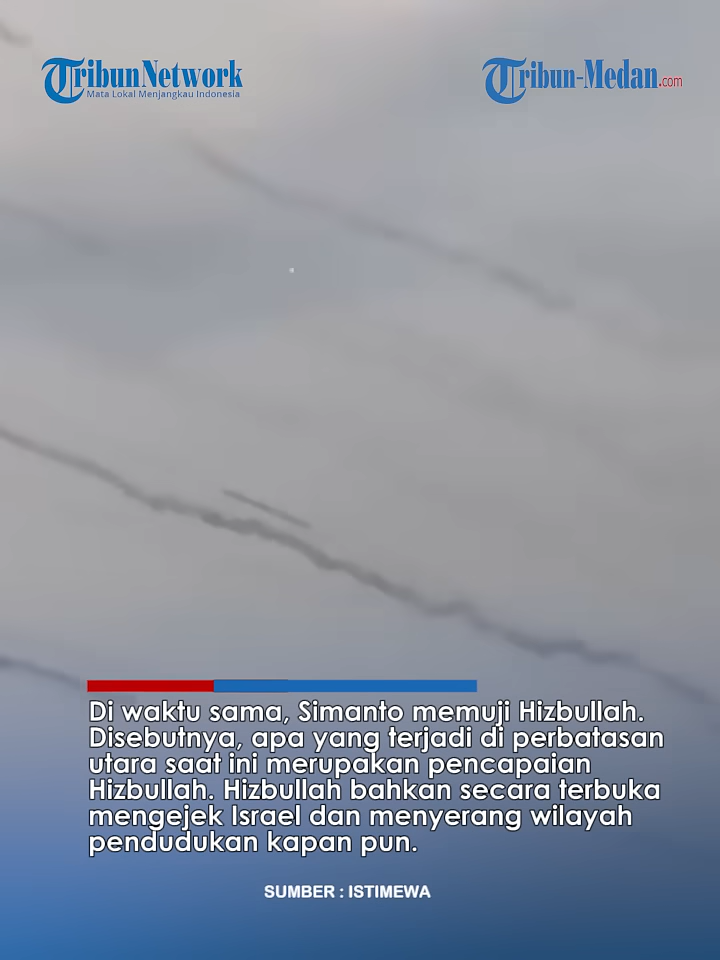 Tribun Network
Mata Lokal Menjangkau Indonesia
Tribun-Medan.com
Di waktu sama, Simanto memuji Hizbullah.
Disebutnya, apa yang terjadi di perbatasan
utara saat ini merupakan pencapaian
Hizbullah. Hizbullah bahkan secara terbuka
mengejek Israel dan menyerang wilayah
pendudukan kapan pun.
SUMBER : ISTIMEWA